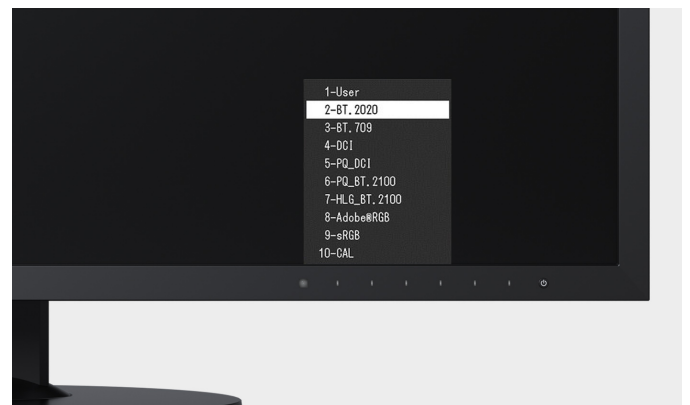 1-User
2-BT.2020
3-BT.709
4-DCI
5-PQ_DCI
6-PQ_BT.2100
7-HLG_BT.2100
8-Adobe®RGB
9-sRGB
10-CAL